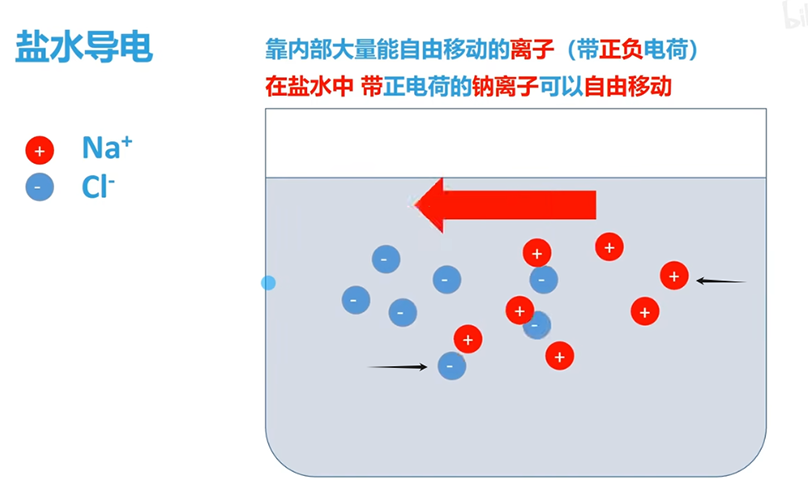 盐水导电
靠内部大量能自由移动的离子（带正负电荷）
在盐水中 带正电荷的钠离子可以自由移动
+ Na⁺
- Cl⁻
+ +
- + 
- - -
- - + +
-
+ +
-